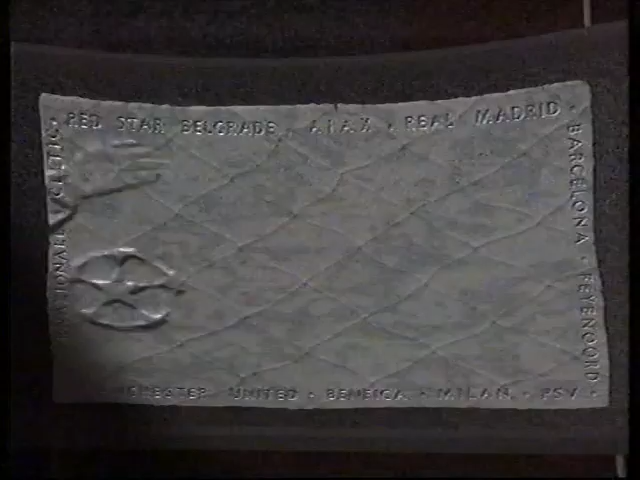 RED STAR BELGRADE · AJAX · REAL MADRID ·
BARCELONA · FEYENOORD ·
UNITED · BENFICA · MILAN · PSV ·
CELTIC